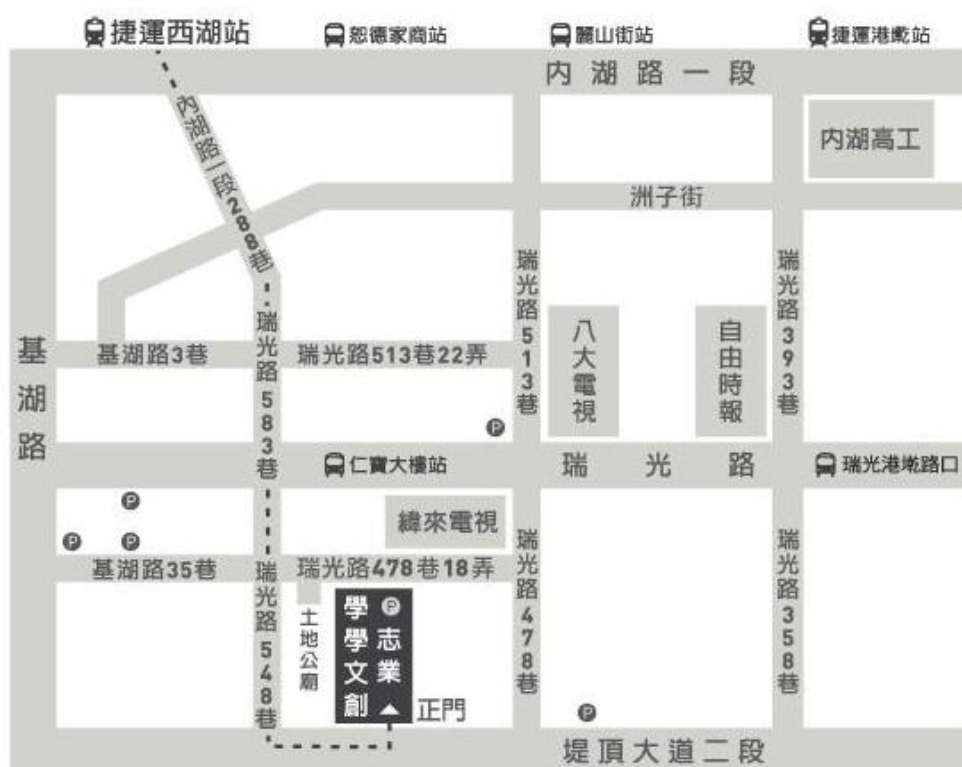 捷運西湖站
恕德家商站
麗山街站
捷運港墘站
內湖路一段
內湖路一段288巷
內湖高工
洲子街
基湖路
基湖路3巷
瑞光路583巷
瑞光路513巷22弄
瑞光路513巷
八大電視
自由時報
瑞光路393巷
P
仁寶大樓站
瑞光路
瑞光港墘路口
P
P
P
緯來電視
基湖路35巷
瑞光路548巷
瑞光路478巷18弄
瑞光路478巷
瑞光路358巷
土地公廟
P
學學文創
志業
正門
P
堤頂大道二段